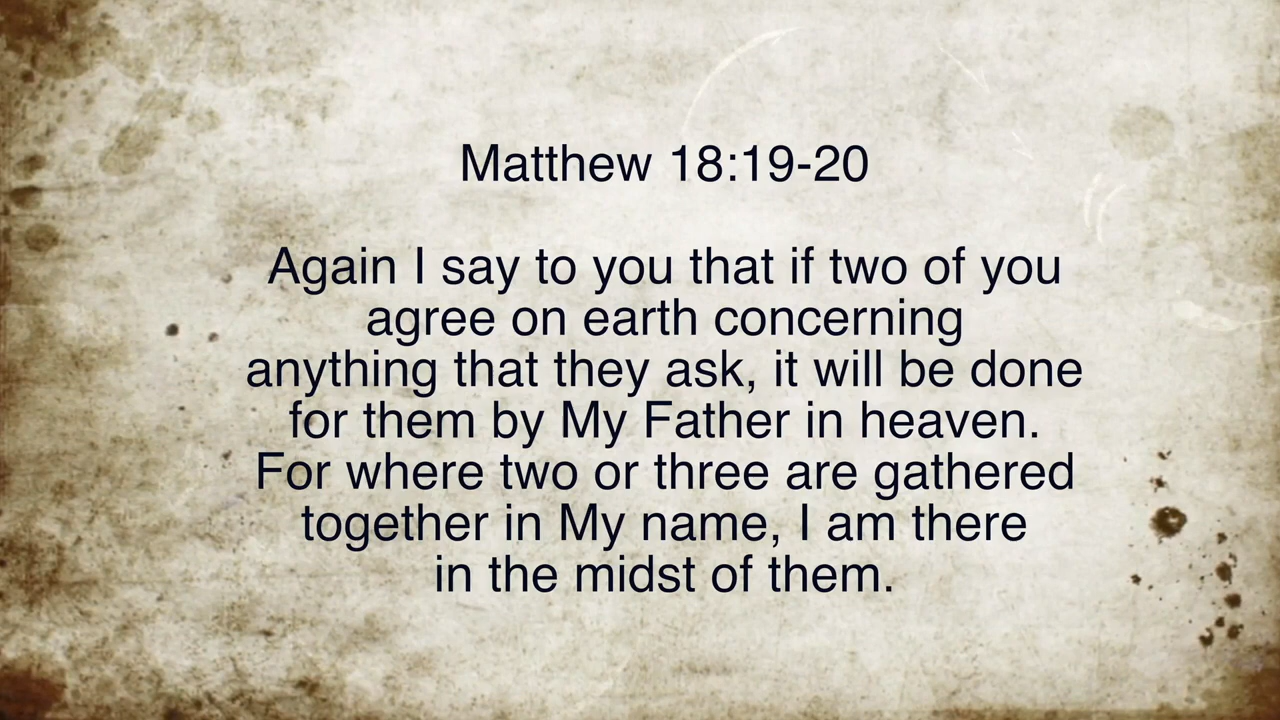 Matthew 18:19-20
Again I say to you that if two of you
agree on earth concerning
anything that they ask, it will be done
for them by My Father in heaven.
For where two or three are gathered
together in My name, I am there
in the midst of them.